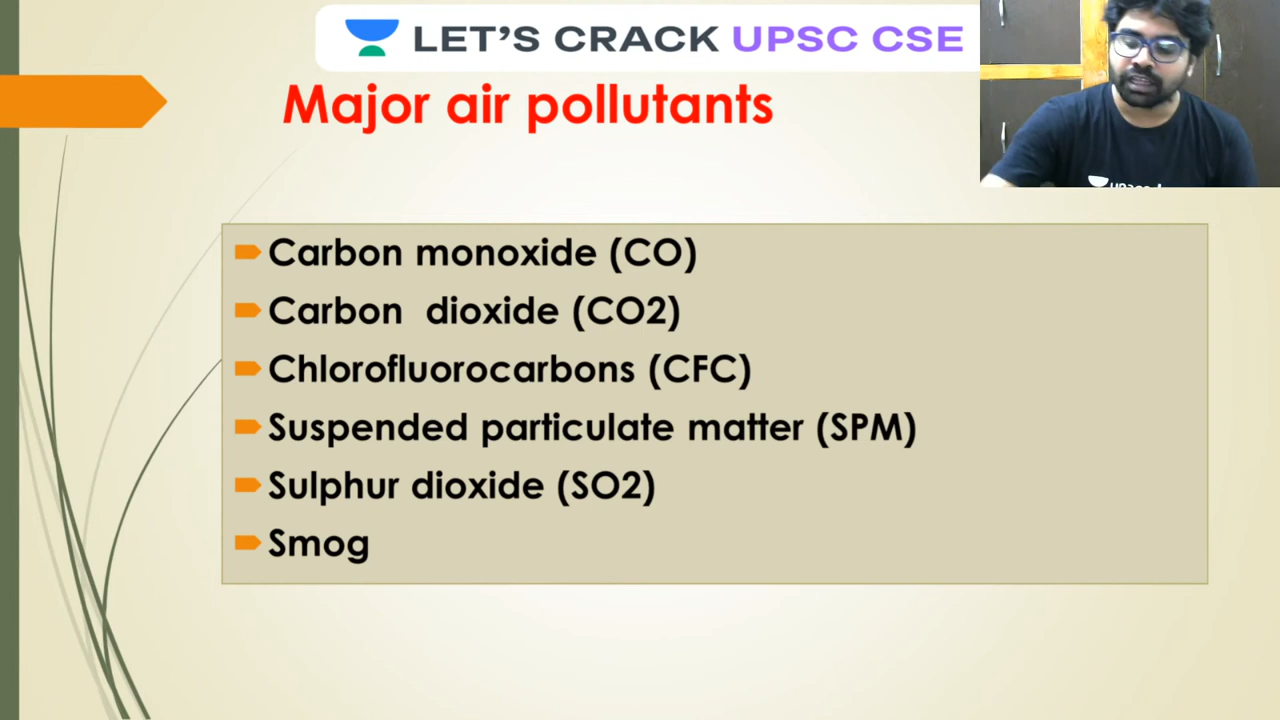 LET'S CRACK UPSC CSE
Major air pollutants
Carbon monoxide (CO)
Carbon dioxide (CO2)
Chlorofluorocarbons (CFC)
Suspended particulate matter (SPM)
Sulphur dioxide (SO2)
Smog